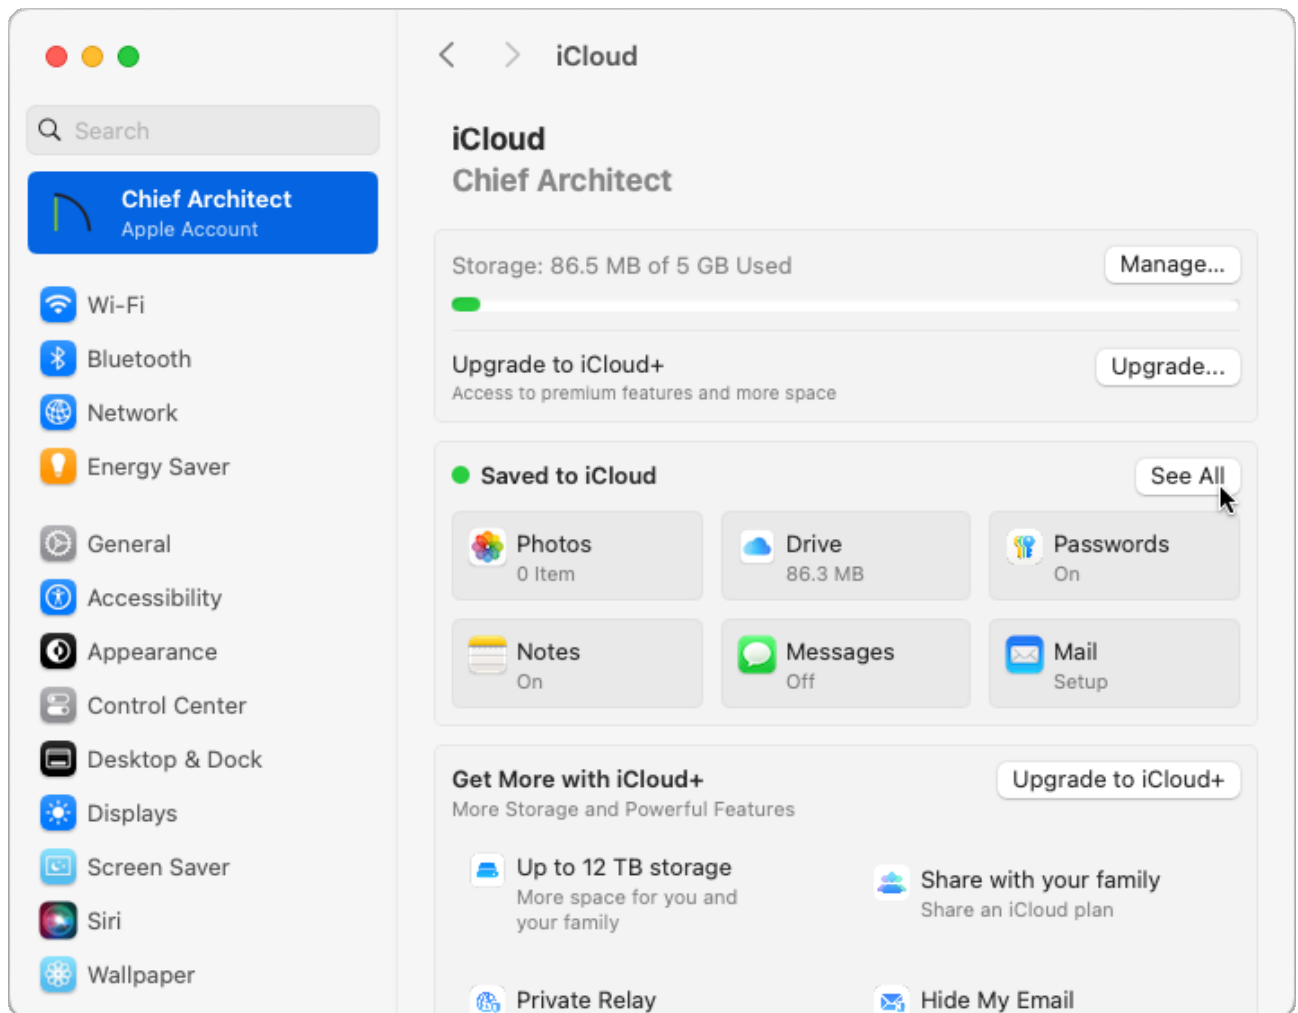 iCloud
Search
iCloud
Chief Architect
Chief Architect
Apple Account
Storage: 86.5 MB of 5 GB Used
Manage...
Wi-Fi
Upgrade to iCloud+
Upgrade...
Bluetooth
Access to premium features and more space
Network
Energy Saver
Saved to iCloud
See All
General
Photos
0 Item
Drive
86.3 MB
Passwords
On
Accessibility
Appearance
Notes
On
Messages
Off
Mail
Setup
Control Center
Desktop & Dock
Get More with iCloud+
More Storage and Powerful Features
Upgrade to iCloud+
Displays
Screen Saver
Up to 12 TB storage
More space for you and
your family
Share with your family
Share an iCloud plan
Siri
Wallpaper
Private Relay
Hide My Email